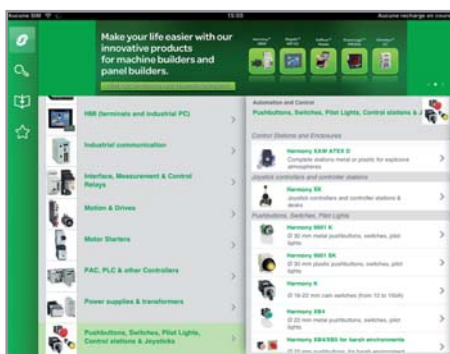 Aucune SIM
15:03
Aucune recharge en cours
Make your life easier with our
innovative products
for machine builders and
panel builders.
HMI (terminals and industrial PC)
Industrial communication
Interface, Measurement & Control
Relays
Motion & Drives
Motor Starters
PAC, PLC & other Controllers
Power supplies & transformers
Pushbuttons, Switches, Pilot Lights,
Control stations & Joysticks
Automation and Control
Pushbuttons, Switches, Pilot Lights, Control stations & J
Control Stations and Enclosures
Harmony XAW ATEX D
Complete stations metal or plastic for explosive
atmospheres
Joystick controllers and controller stations
Harmony XK
Joystick controllers and controller stations &
desks
Pushbuttons, Switches, Pilot Lights
Harmony 9001 K
Ø 30 mm metal pushbuttons, switches, pilot
lights
Harmony 9001 SK
Ø 30 mm plastic pushbuttons, switches, pilot
lights
Harmony K
Ø 16-22 mm cam switches (from 10 to 150A)
Harmony XB4
Ø 22 mm metal pushbuttons, switches, pilot
lights
Harmony XB4/XB5 for harsh environments